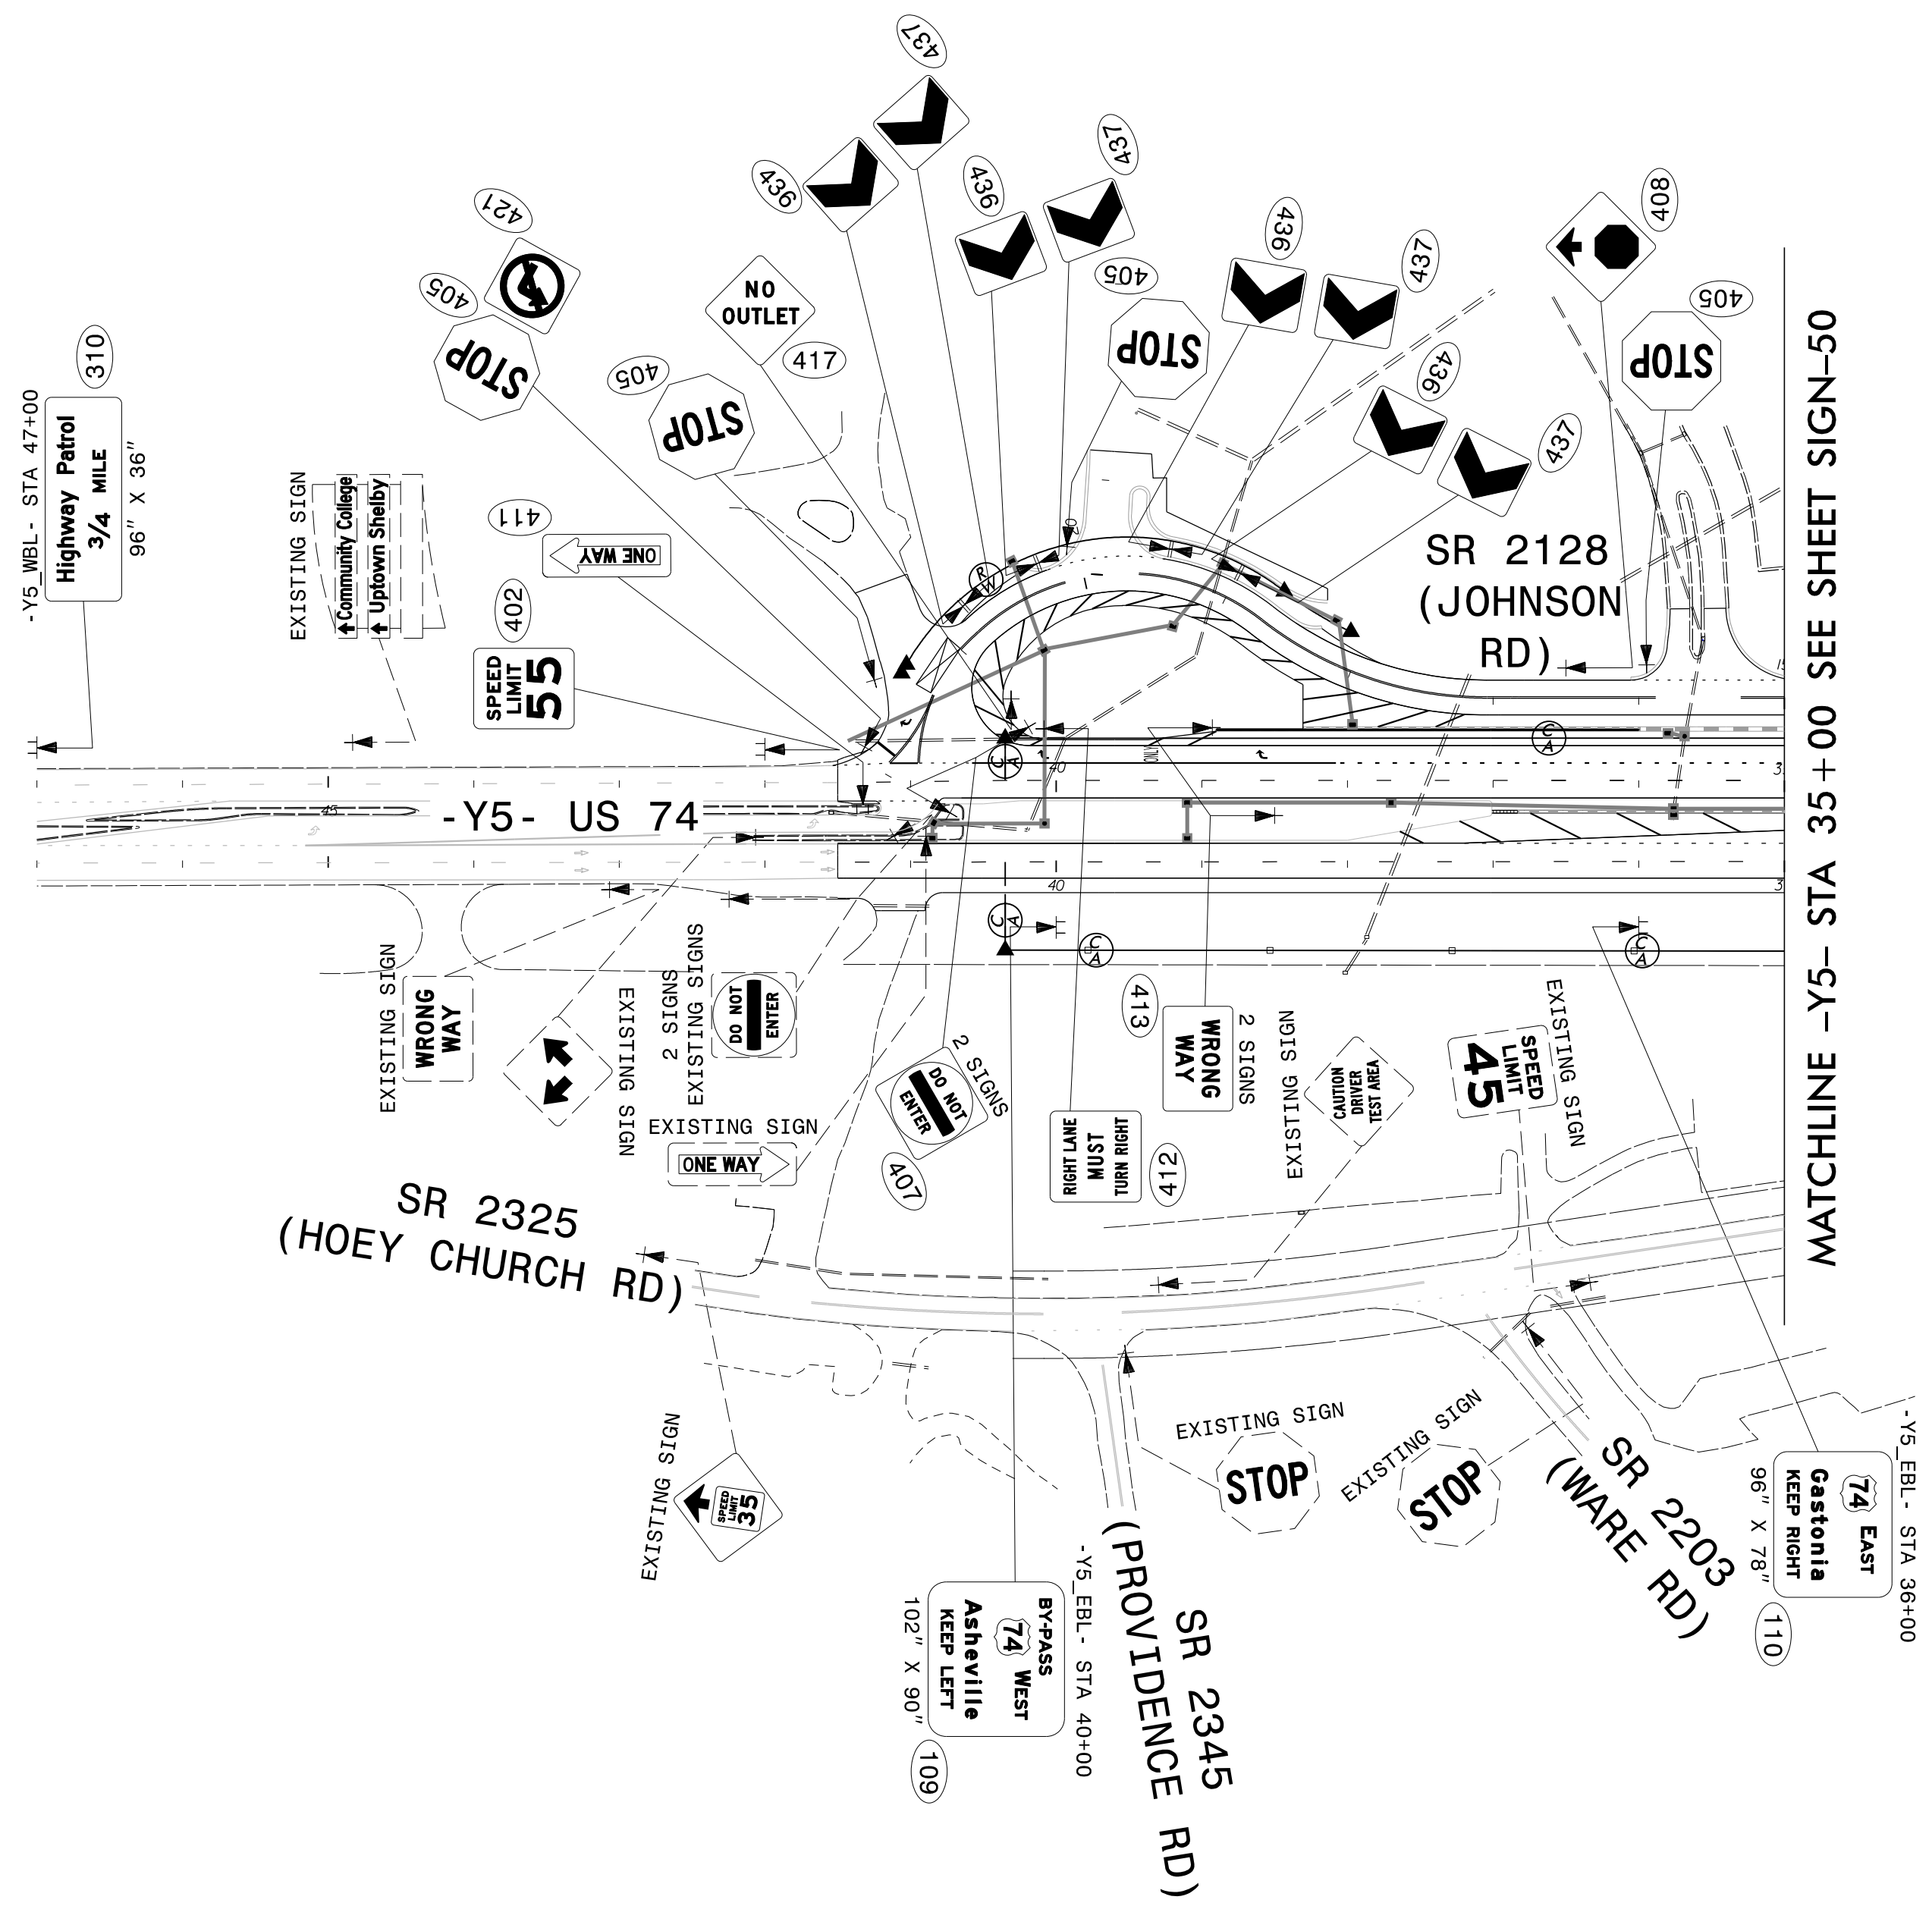 437
437
436
436
421
405
436
437
408
405
405
STOP
NO
OUTLET
417
STOP
STOP
436
437
405
STOP
310
-Y5_WBL- STA 47+00
Highway Patrol
3/4 MILE
96" X 36"
EXISTING SIGN
Community College
Uptown Shelby
411
ONE WAY
402
SPEED
LIMIT
55
R
W
SR 2128
(JOHNSON
RD)
MATCHLINE -Y5- STA 35+00 SEE SHEET SIGN-50
C
A
C
A
ONLY
40
45
-Y5- US 74
40
C
A
C
A
C
A
EXISTING SIGN
WRONG
WAY
EXISTING SIGN
2 SIGNS
EXISTING SIGNS
DO NOT
ENTER
EXISTING SIGN
ONE WAY
2 SIGNS
DO NOT
ENTER
407
RIGHT LANE
MUST
TURN RIGHT
412
413
WRONG
WAY
2 SIGNS
EXISTING SIGN
CAUTION
DRIVER
TEST AREA
SPEED
LIMIT
45
EXISTING SIGN
SR 2325
(HOEY CHURCH RD)
EXISTING SIGN
SPEED
LIMIT
35
EXISTING SIGN
STOP
EXISTING SIGN
STOP
SR 2203
(WARE RD)
-Y5_EBL- STA 36+00
74 EAST
Gastonia
KEEP RIGHT
96" X 78"
110
-Y5_EBL- STA 40+00
BY-PASS
74 WEST
Asheville
KEEP LEFT
102" X 90"
109
SR 2345
(PROVIDENCE RD)